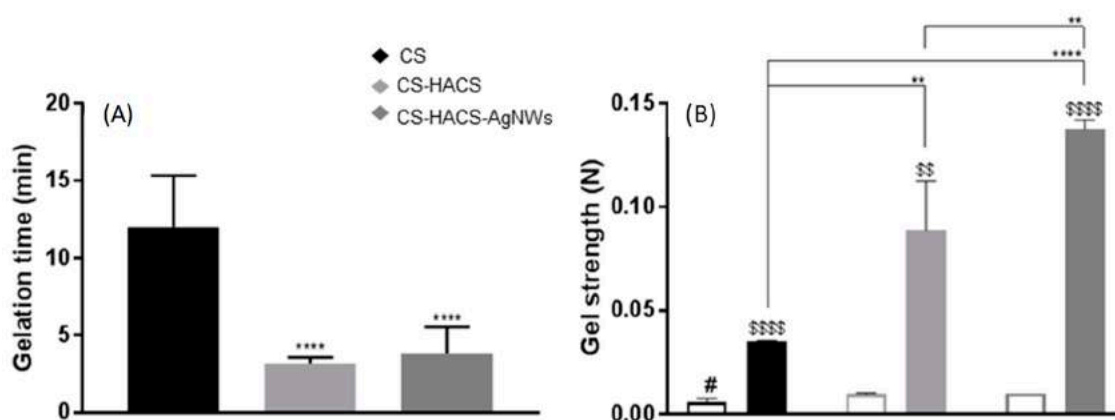 CS
CS-HACS
CS-HACS-AgNWs
(A)
Gelation time (min)
20
15
10
5
0
****
****
(B)
Gel strength (N)
0.15
0.10
0.05
0.00
**
****
**
#
$$$$
$$
$$$$